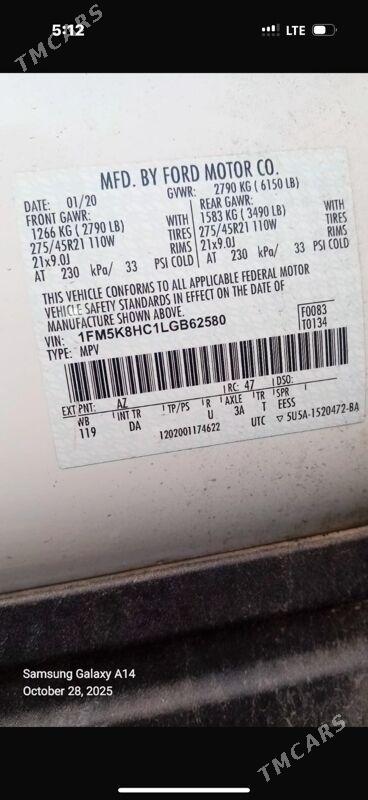 5:12
LTE
TMCARS
MFD. BY FORD MOTOR CO.
DATE: 01/20 GVWR: 2790 KG ( 6150 LB)
FRONT GAWR: REAR GAWR:
1266 KG ( 2790 LB) WITH 1583 KG ( 3490 LB) WITH
275/45R21 110W TIRES 275/45R21 110W TIRES
21x9.0J RIMS 21x9.0J RIMS
AT 230 kPa/ 33 PSI COLD AT 230 kPa/ 33 PSI COLD
THIS VEHICLE CONFORMS TO ALL APPLICABLE FEDERAL MOTOR
VEHICLE SAFETY STANDARDS IN EFFECT ON THE DATE OF
MANUFACTURE SHOWN ABOVE.
VIN: 1FM5K8HC1LGB62580 F0083
TYPE: MPV T0134
EXT PNT: AZ RC: 47 DSO:
WB INT TR TP/PS R AXLE TR SPR
119 DA U 3A T EESS
1202001174622 UTC 5U5A-1520472-BA
Samsung Galaxy A14
October 28, 2025
TMCARS